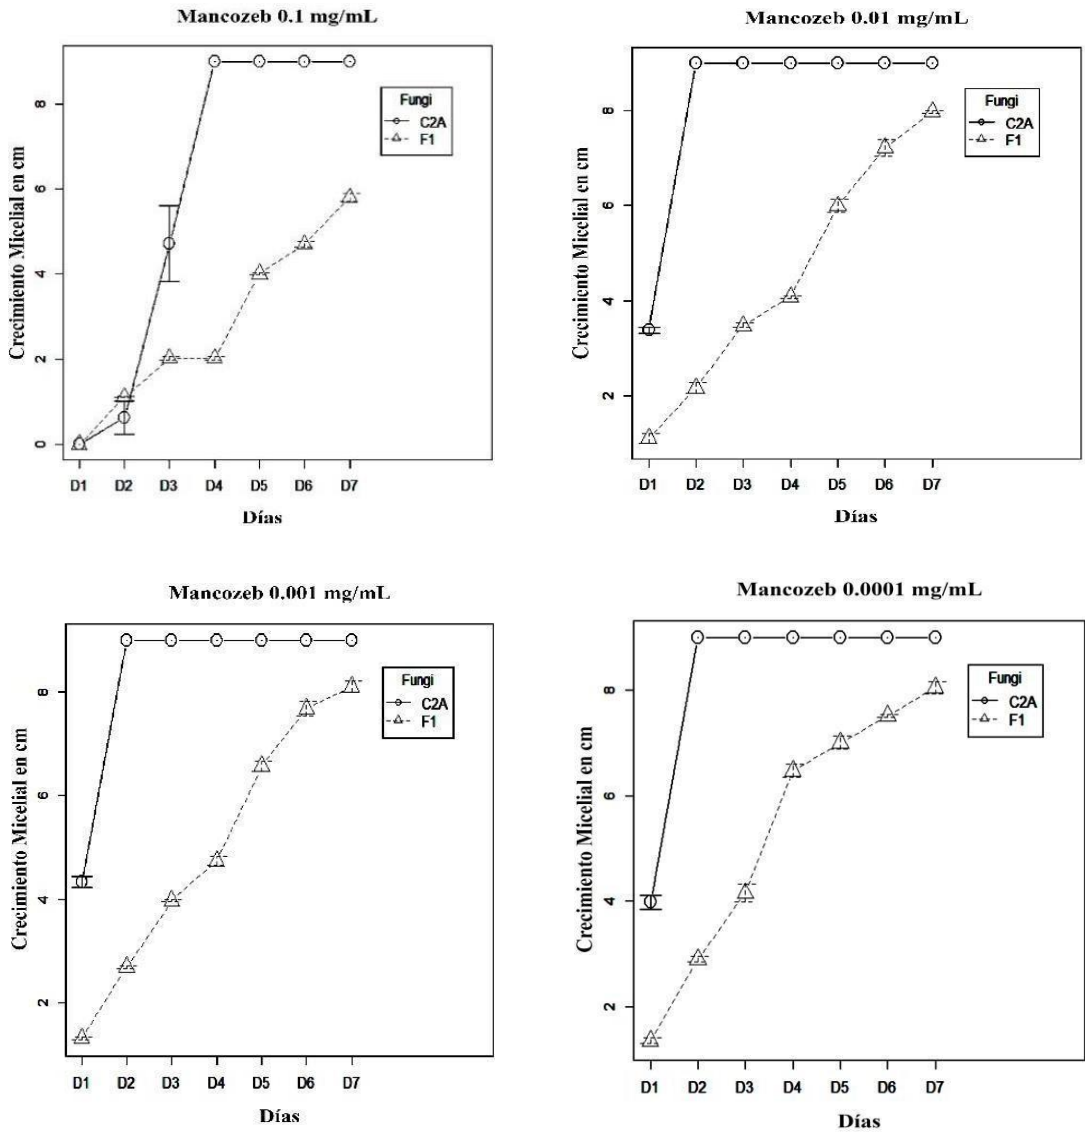 Mancozeb 0.1 mg/mL
Crecimiento Micelial en cm
0
2
4
6
8
Fungi
C2A
F1
D1 D2 D3 D4 D5 D6 D7
Días
Mancozeb 0.01 mg/mL
Crecimiento Micelial en cm
2
4
6
8
Fungi
C2A
F1
D1 D2 D3 D4 D5 D6 D7
Días
Mancozeb 0.001 mg/mL
Crecimiento Micelial en cm
2
4
6
8
Fungi
C2A
F1
D1 D2 D3 D4 D5 D6 D7
Días
Mancozeb 0.0001 mg/mL
Crecimiento Micelial en cm
2
4
6
8
Fungi
C2A
F1
D1 D2 D3 D4 D5 D6 D7
Días